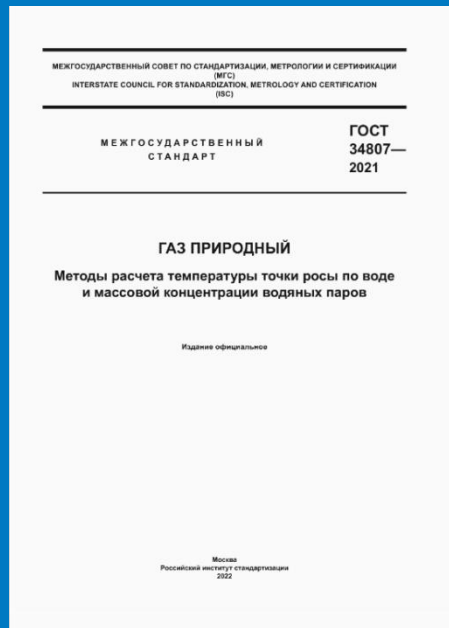 МЕЖГОСУДАРСТВЕННЫЙ СОВЕТ ПО СТАНДАРТИЗАЦИИ, МЕТРОЛОГИИ И СЕРТИФИКАЦИИ
(МГС)
INTERSTATE COUNCIL FOR STANDARDIZATION, METROLOGY AND CERTIFICATION
(ISC)
МЕЖГОСУДАРСТВЕННЫЙ
СТАНДАРТ
ГОСТ
34807—
2021
ГАЗ ПРИРОДНЫЙ
Методы расчета температуры точки росы по воде
и массовой концентрации водяных паров
Издание официальное
Москва
Российский институт стандартизации
2022